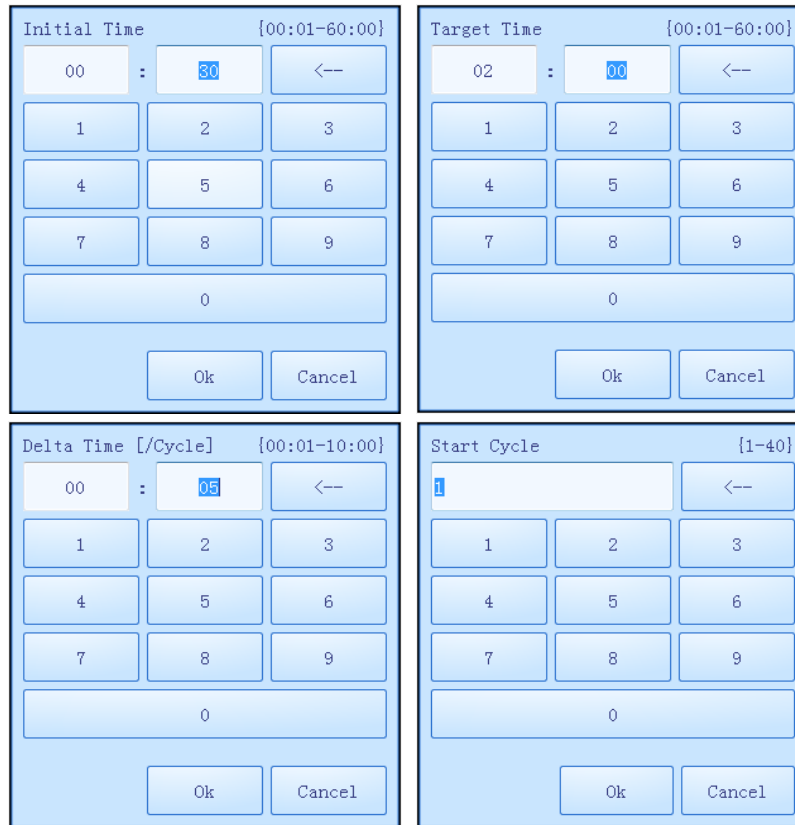 Initial Time {00:01-60:00}
00 : 30 <--
1 2 3
4 5 6
7 8 9
0
Ok Cancel
Target Time {00:01-60:00}
02 : 00 <--
1 2 3
4 5 6
7 8 9
0
Ok Cancel
Delta Time [/Cycle] {00:01-10:00}
00 : 05 <--
1 2 3
4 5 6
7 8 9
0
Ok Cancel
Start Cycle {1-40}
1 <--
1 2 3
4 5 6
7 8 9
0
Ok Cancel